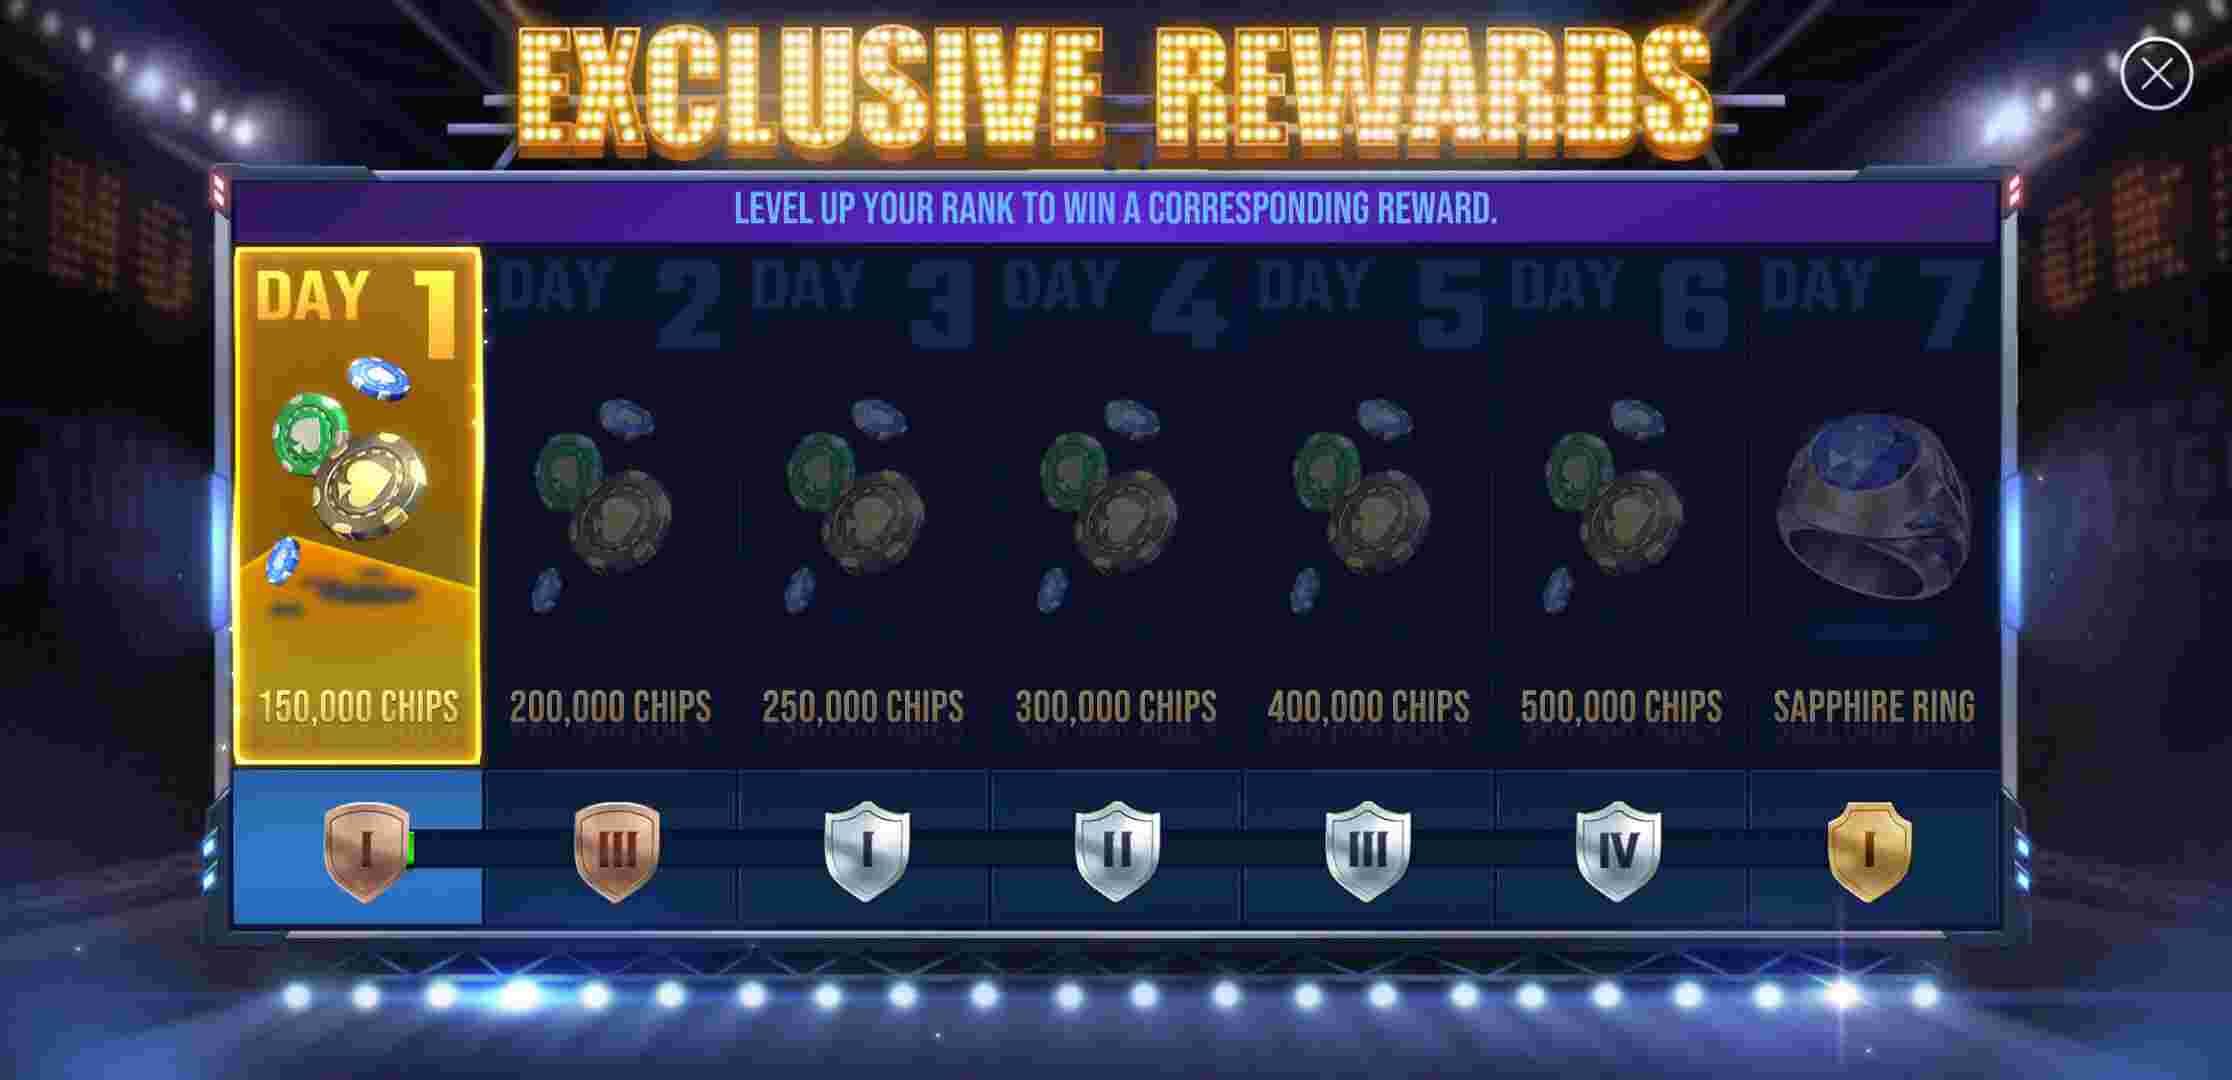 EXCLUSIVE REWARDS
LEVEL UP YOUR RANK TO WIN A CORRESPONDING REWARD.
DAY 1
DAY 2
DAY 3
DAY 4
DAY 5
DAY 6
DAY 7
150,000 CHIPS
200,000 CHIPS
250,000 CHIPS
300,000 CHIPS
400,000 CHIPS
500,000 CHIPS
SAPPHIRE RING
I
III
I
II
III
IV
I